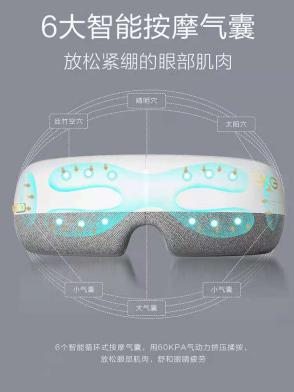 6大智能按摩气囊
放松紧绷的眼部肌肉
睛明穴
丝竹空穴
太阳穴
小气囊
小气囊
大气囊
6个智能循环式按摩气囊，用60KPA气动力挤压揉按，
放松眼部肌肉，舒和眼睛疲劳